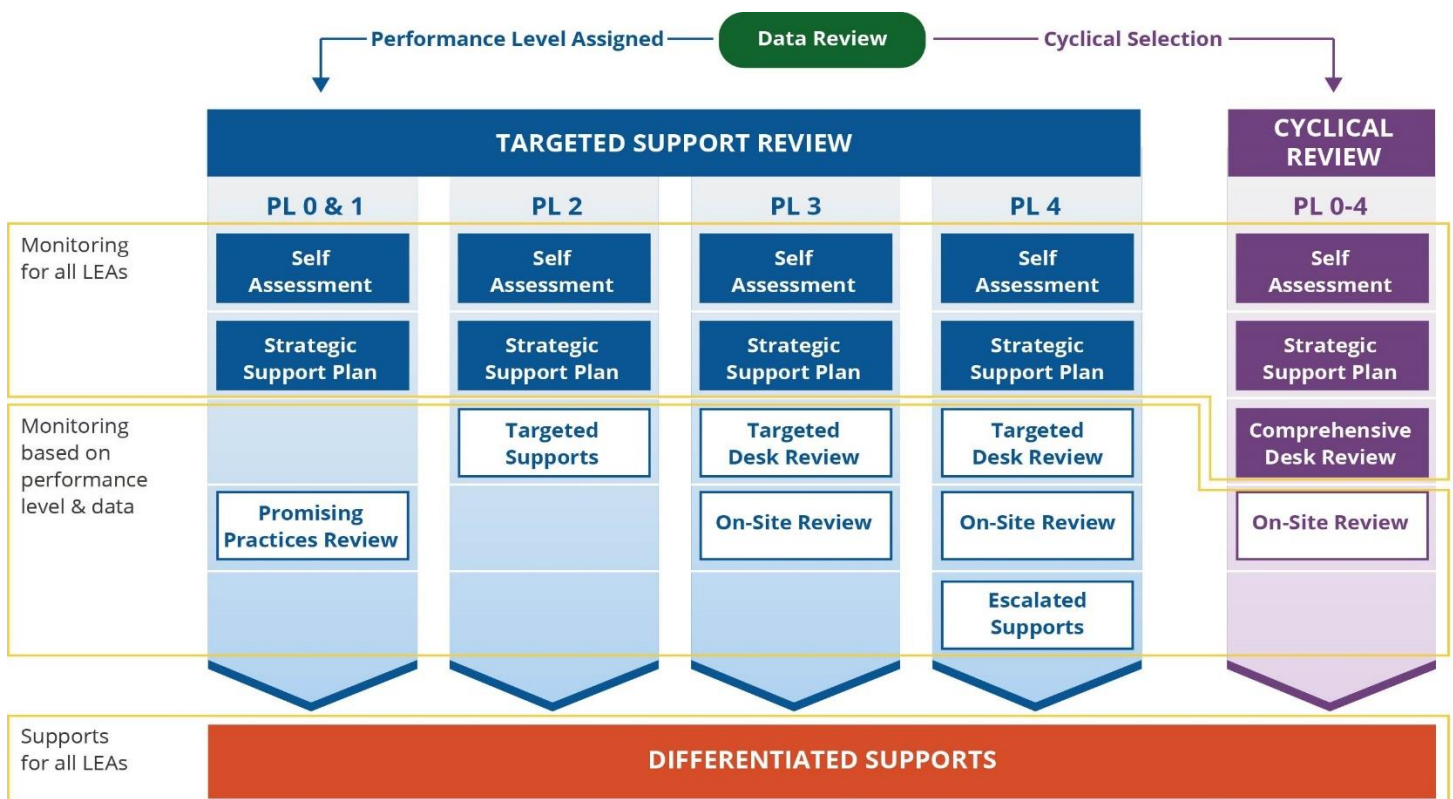 Performance Level Assigned
Data Review
Cyclical Selection
TARGETED SUPPORT REVIEW
CYCLICAL
REVIEW
PL 0 & 1
PL 2
PL 3
PL 4
PL 0-4
Monitoring
for all LEAs
Self
Assessment
Self
Assessment
Self
Assessment
Self
Assessment
Self
Assessment
Strategic
Support Plan
Strategic
Support Plan
Strategic
Support Plan
Strategic
Support Plan
Strategic
Support Plan
Monitoring
based on
performance
level & data
Targeted
Supports
Targeted
Desk Review
Targeted
Desk Review
Comprehensive
Desk Review
Promising
Practices Review
On-Site Review
On-Site Review
On-Site Review
Escalated
Supports
Supports
for all LEAs
DIFFERENTIATED SUPPORTS